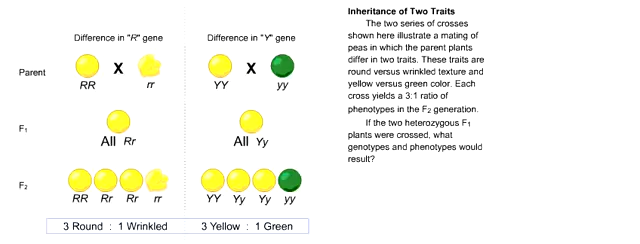 Difference in "R" gene
Difference in "Y" gene
Parent
X
X
RR
rr
YY
yy
F1
All Rr
All Yy
F2
RR Rr Rr rr
YY Yy Yy yy
3 Round : 1 Wrinkled
3 Yellow : 1 Green
Inheritance of Two Traits
The two series of crosses
shown here illustrate a mating of
peas in which the parent plants
differ in two traits. These traits are
round versus wrinkled texture and
yellow versus green color. Each
cross yields a 3:1 ratio of
phenotypes in the F2 generation.
If the two heterozygous F1
plants were crossed, what
genotypes and phenotypes would
result?